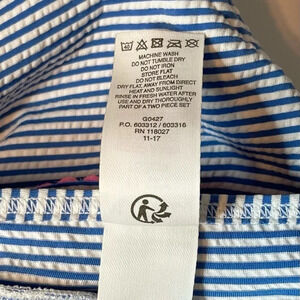 MACHINE WASH
DO NOT TUMBLE DRY
DO NOT IRON
STORE FLAT
DO NOT BLEACH
DRY FLAT, AWAY FROM DIRECT
HEAT AND SUNLIGHT
RINSE IN FRESH WATER AFTER
USE AND DRY THOROUGHLY
PART OF A TWO PIECE SET
G0427
P.O. 603312 / 603316
RN 118027
11-17